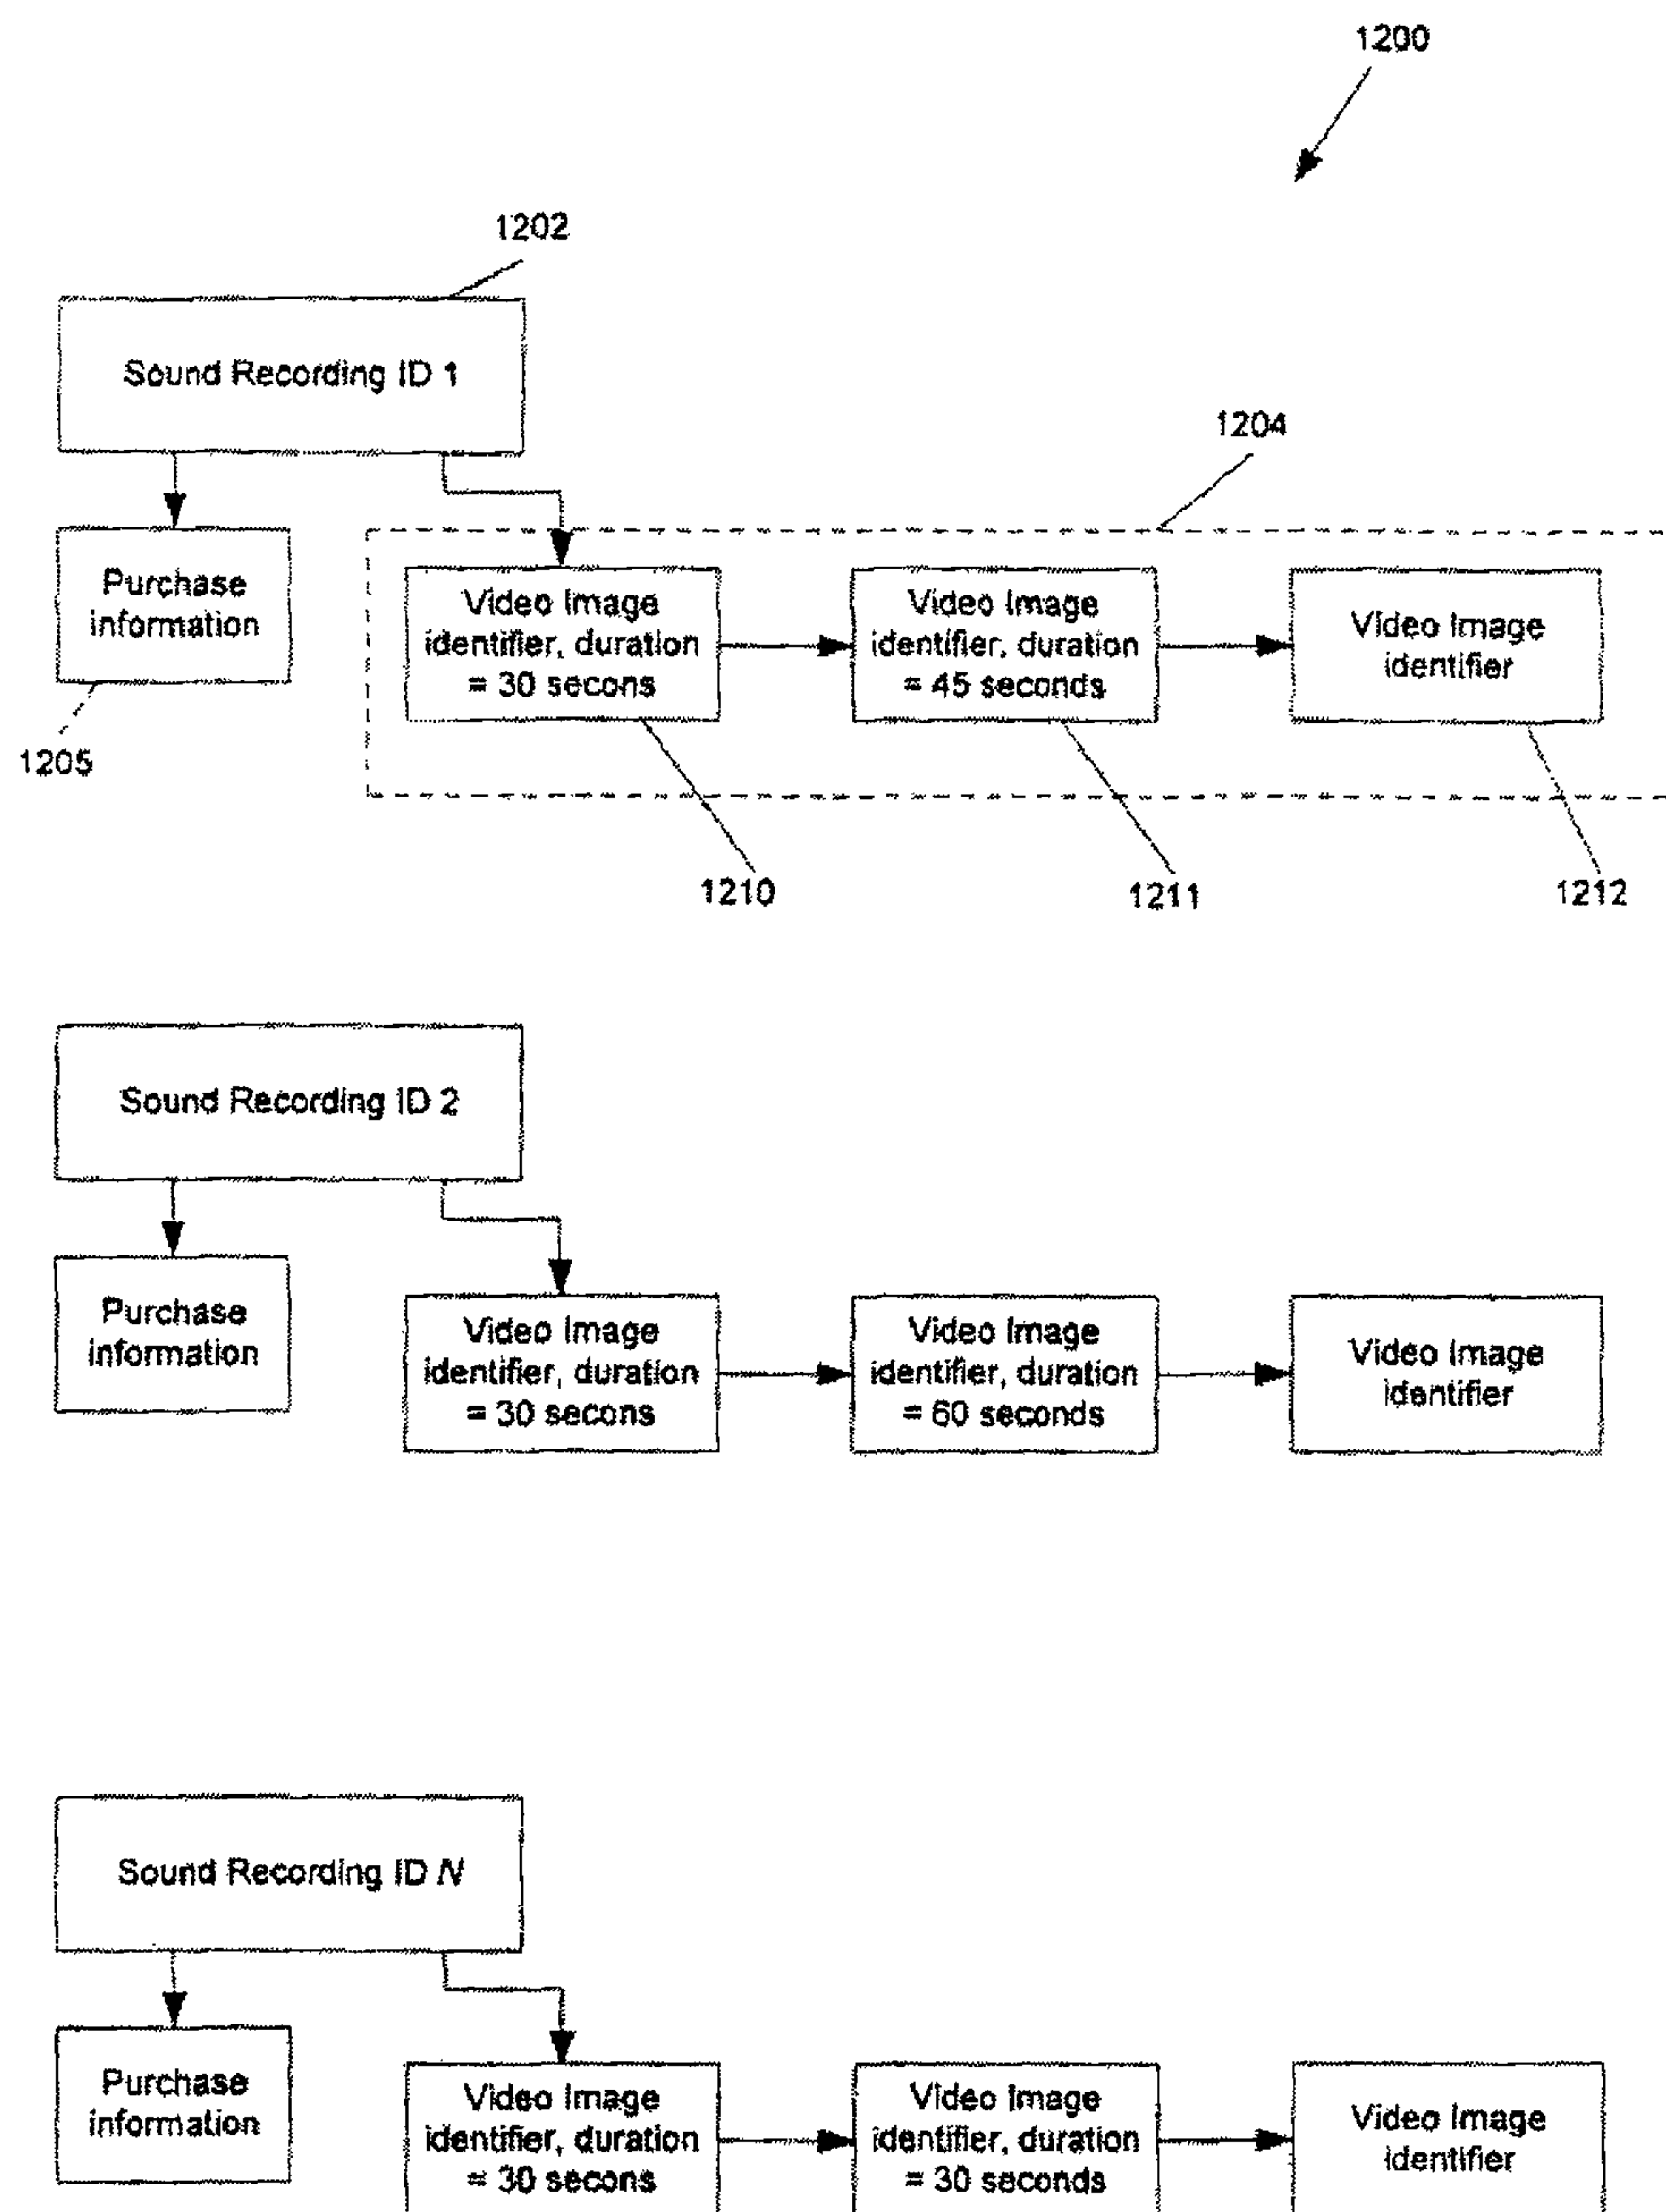 1200
1202
Sound Recording ID 1
1204
Purchase
information
Video Image
identifier, duration
= 30 secons
Video Image
identifier, duration
= 45 seconds
Video Image
identifier
1205
1210
1211
1212
Sound Recording ID 2
Purchase
information
Video Image
identifier, duration
= 30 secons
Video Image
identifier, duration
= 60 seconds
Video Image
identifier
Sound Recording ID N
Purchase
information
Video Image
identifier, duration
= 30 secons
Video Image
identifier, duration
= 30 seconds
Video Image
identifier